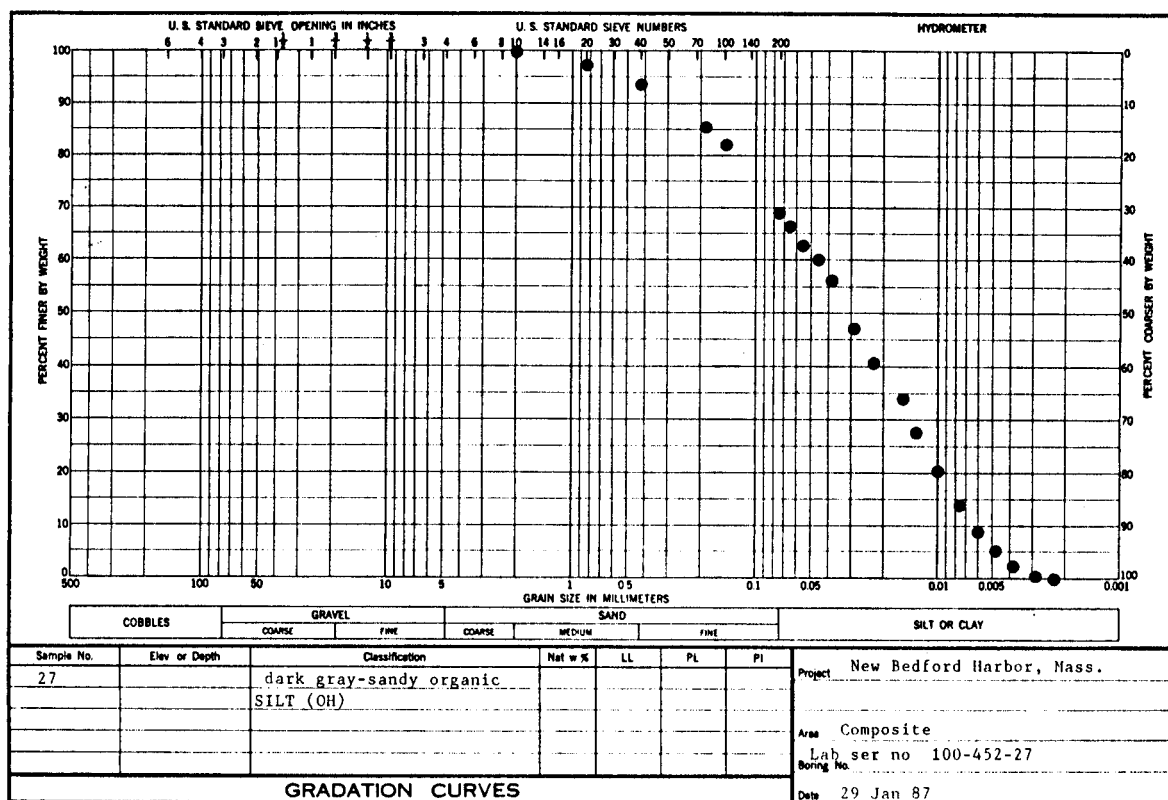 U. S. STANDARD SIEVE OPENING IN INCHES U. S. STANDARD SIEVE NUMBERS HYDROMETER
6 4 3 2 1½ 1 ¾ ½ ⅜ 3 4 6 8 10 14 16 20 30 40 50 70 100 140 200
100 0
90 10
80 20
70 30
60 40
50 50
40 60
30 70
20 80
10 90
0 100
PERCENT FINER BY WEIGHT
PERCENT COARSER BY WEIGHT
500 100 50 10 5 1 0.5 0.1 0.05 0.01 0.005 0.001
GRAIN SIZE IN MILLIMETERS
COBBLES GRAVEL SAND SILT OR CLAY
COARSE FINE COARSE MEDIUM FINE
Sample No. Elev or Depth Classification Nat w % LL PL PI
27 dark gray-sandy organic
SILT (OH)
Project New Bedford Harbor, Mass.
Area Composite
Lab ser no 100-452-27
Boring No.
Date 29 Jan 87
GRADATION CURVES